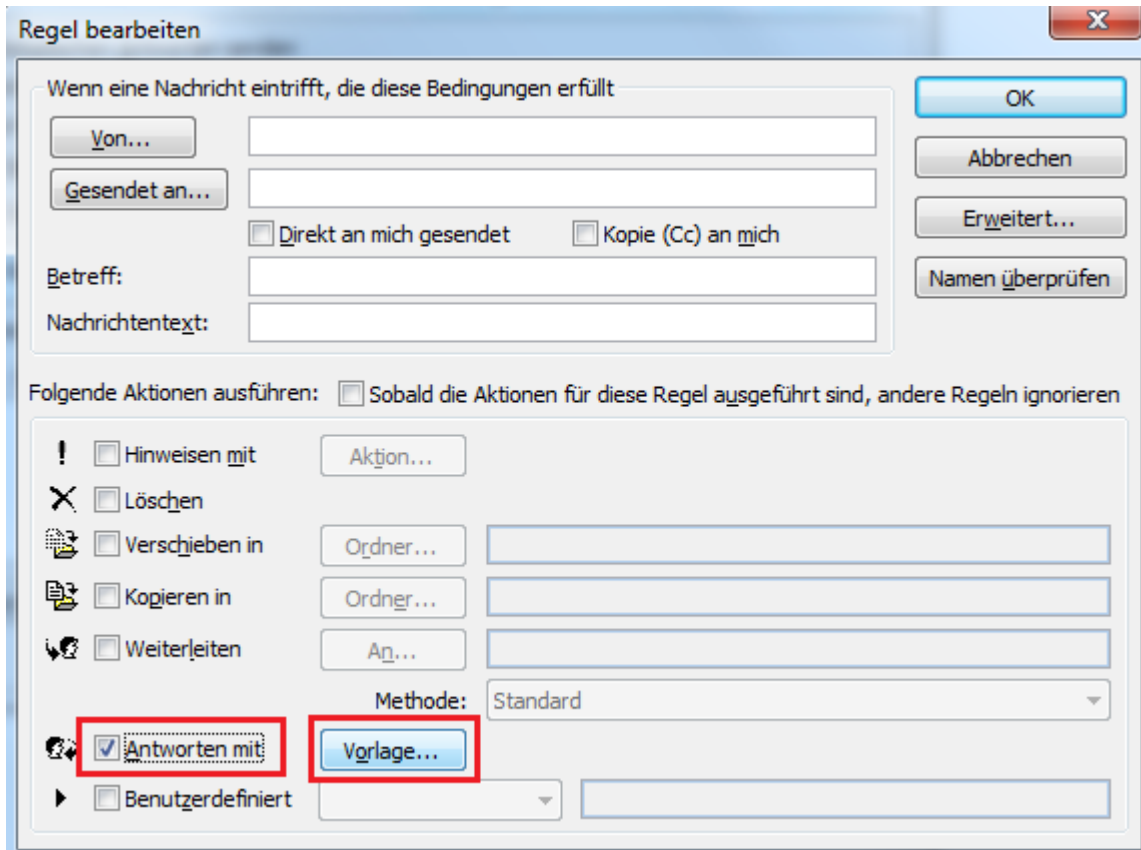 Regel bearbeiten
Wenn eine Nachricht eintrifft, die diese Bedingungen erfüllt
OK
Von...
Abbrechen
Gesendet an...
Erweitert...
Direkt an mich gesendet Kopie (Cc) an mich
Betreff:
Namen überprüfen
Nachrichtentext:
Folgende Aktionen ausführen: Sobald die Aktionen für diese Regel ausgeführt sind, andere Regeln ignorieren
Hinweisen mit Aktion...
Löschen
Verschieben in Ordner...
Kopieren in Ordner...
Weiterleiten An...
Methode: Standard
Antworten mit Vorlage...
Benutzerdefiniert